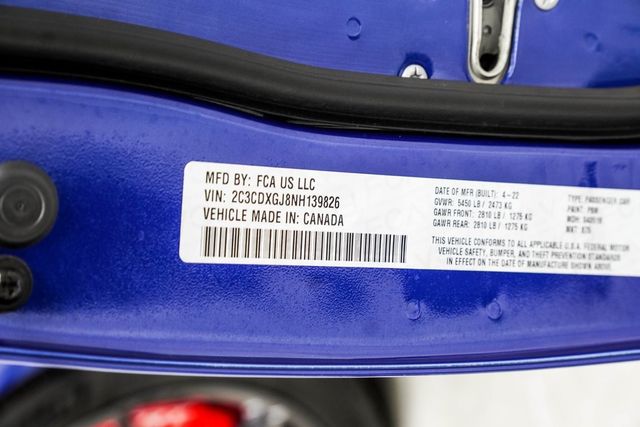 MFD BY: FCA US LLC
VIN: 2C3CDXGJ8NH139826
VEHICLE MADE IN: CANADA
DATE OF MFR (BUILT): 4-22
GVWR: 5450 LB / 2473 KG
GAWR FRONT: 2810 LB / 1275 KG
GAWR REAR: 2810 LB / 1275 KG
TYPE: PASSENGER CAR
PAINT: PBM
THIS VEHICLE CONFORMS TO ALL APPLICABLE U.S.A. FEDERAL MOTOR
VEHICLE SAFETY, BUMPER, AND THEFT PREVENTION STANDARDS
IN EFFECT ON THE DATE OF MANUFACTURE SHOWN ABOVE.